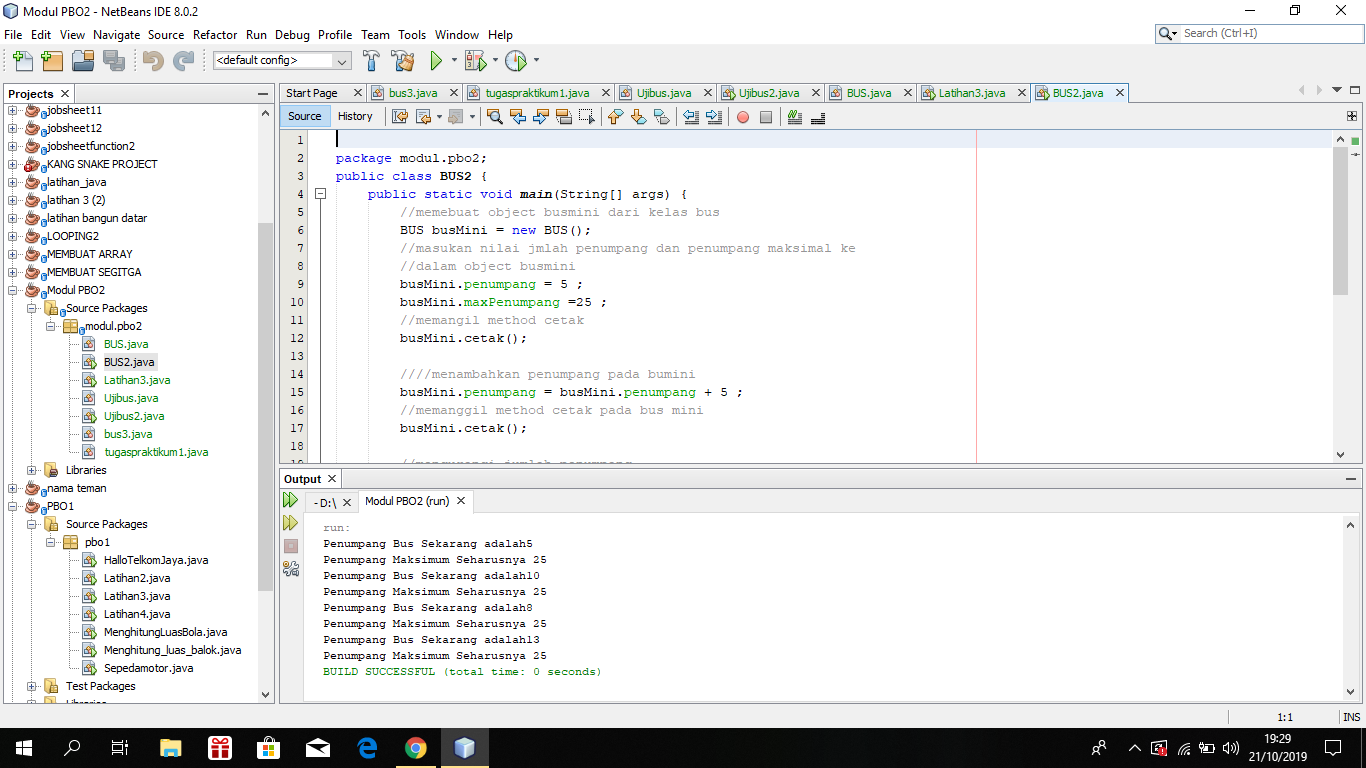 Modul PBO2 - NetBeans IDE 8.0.2
File Edit View Navigate Source Refactor Run Debug Profile Team Tools Window Help
Search (Ctrl+I)
<default config>
Projects
jobsheet11
jobsheet12
jobsheetfunction2
KANG SNAKE PROJECT
latihan_java
latihan 3 (2)
latihan bangun datar
LOOPING2
MEMBUAT ARRAY
MEMBUAT SEGITGA
Modul PBO2
Source Packages
modul.pbo2
BUS.java
BUS2.java
Latihan3.java
Ujibus.java
Ujibus2.java
bus3.java
tugaspraktikum1.java
Libraries
nama teman
PBO1
Source Packages
pbo1
HalloTelkomJaya.java
Latihan2.java
Latihan3.java
Latihan4.java
MenghitungLuasBola.java
Menghitung_luas_balok.java
Sepedamotor.java
Test Packages
Libraries
Start Page bus3.java tugaspraktikum1.java Ujibus.java Ujibus2.java BUS.java Latihan3.java BUS2.java
Source History
1
2 package modul.pbo2;
3 public class BUS2 {
4 public static void main(String[] args) {
5 //memebuat object busmini dari kelas bus
6 BUS busMini = new BUS();
7 //masukan nilai jmlah penumpang dan penumpang maksimal ke
8 //dalam object busmini
9 busMini.penumpang = 5 ;
10 busMini.maxPenumpang =25 ;
11 //memangil method cetak
12 busMini.cetak();
13
14 ////menambahkan penumpang pada bumini
15 busMini.penumpang = busMini.penumpang + 5 ;
16 //memanggil method cetak pada bus mini
17 busMini.cetak();
18
Output
- D:\ Modul PBO2 (run)
run:
Penumpang Bus Sekarang adalah5
Penumpang Maksimum Seharusnya 25
Penumpang Bus Sekarang adalah10
Penumpang Maksimum Seharusnya 25
Penumpang Bus Sekarang adalah8
Penumpang Maksimum Seharusnya 25
Penumpang Bus Sekarang adalah13
Penumpang Maksimum Seharusnya 25
BUILD SUCCESSFUL (total time: 0 seconds)
1:1 INS
19:29
21/10/2019